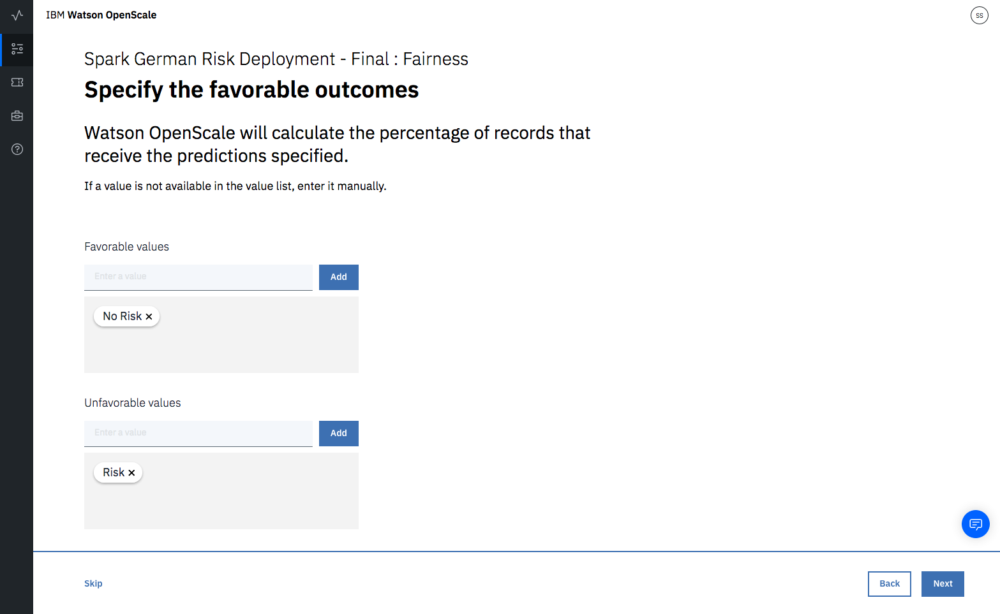 IBM Watson OpenScale
SS
Spark German Risk Deployment - Final : Fairness
Specify the favorable outcomes
Watson OpenScale will calculate the percentage of records that
receive the predictions specified.
If a value is not available in the value list, enter it manually.
Favorable values
Enter a value
Add
No Risk ×
Unfavorable values
Enter a value
Add
Risk ×
Skip
Back
Next